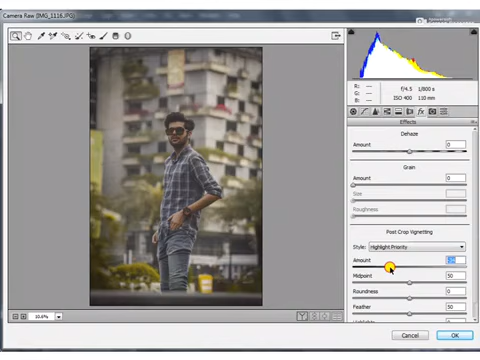 Camera Raw (IMG_1116.JPG)
R: ---
G: ---
B: ---
f/4.5 1/800 s
ISO 400 110 mm
fx
Effects
Dehaze
Amount 0
Grain
Amount 0
Size
Roughness
Post Crop Vignetting
Style: Highlight Priority
Amount
Midpoint 50
Roundness 0
Feather 50
10.6%
Y
Cancel OK